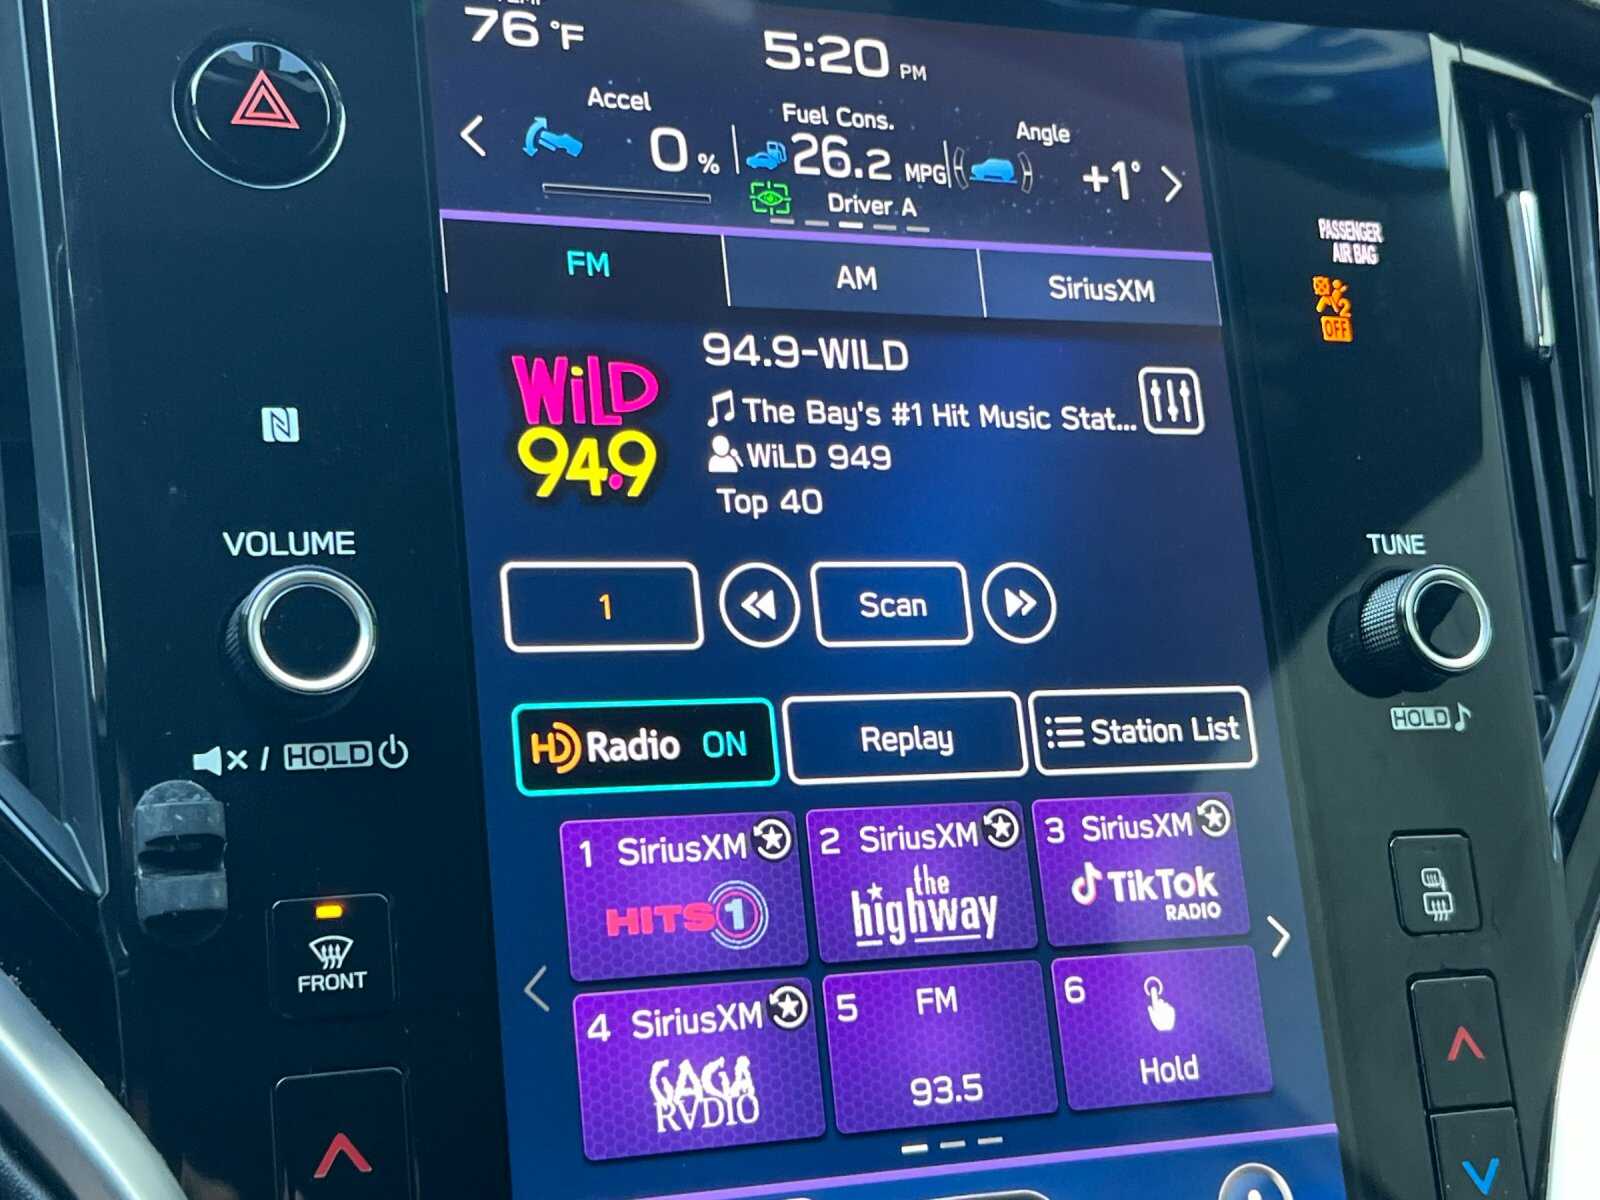 76 °F
5:20 PM
Accel
0 %
Fuel Cons.
26.2 MPG
Angle
+1°
Driver A
PASSENGER
AIR BAG
2
OFF
FM
AM
SiriusXM
WiLD
94.9
94.9-WILD
The Bay's #1 Hit Music Stat...
WiLD 949
Top 40
VOLUME
TUNE
1
Scan
HOLD
HD Radio ON
Replay
Station List
/ HOLD
1 SiriusXM
HITS 1
2 SiriusXM
the
highway
3 SiriusXM
TikTok
RADIO
FRONT
4 SiriusXM
GAGA
RADIO
5 FM
93.5
6
Hold